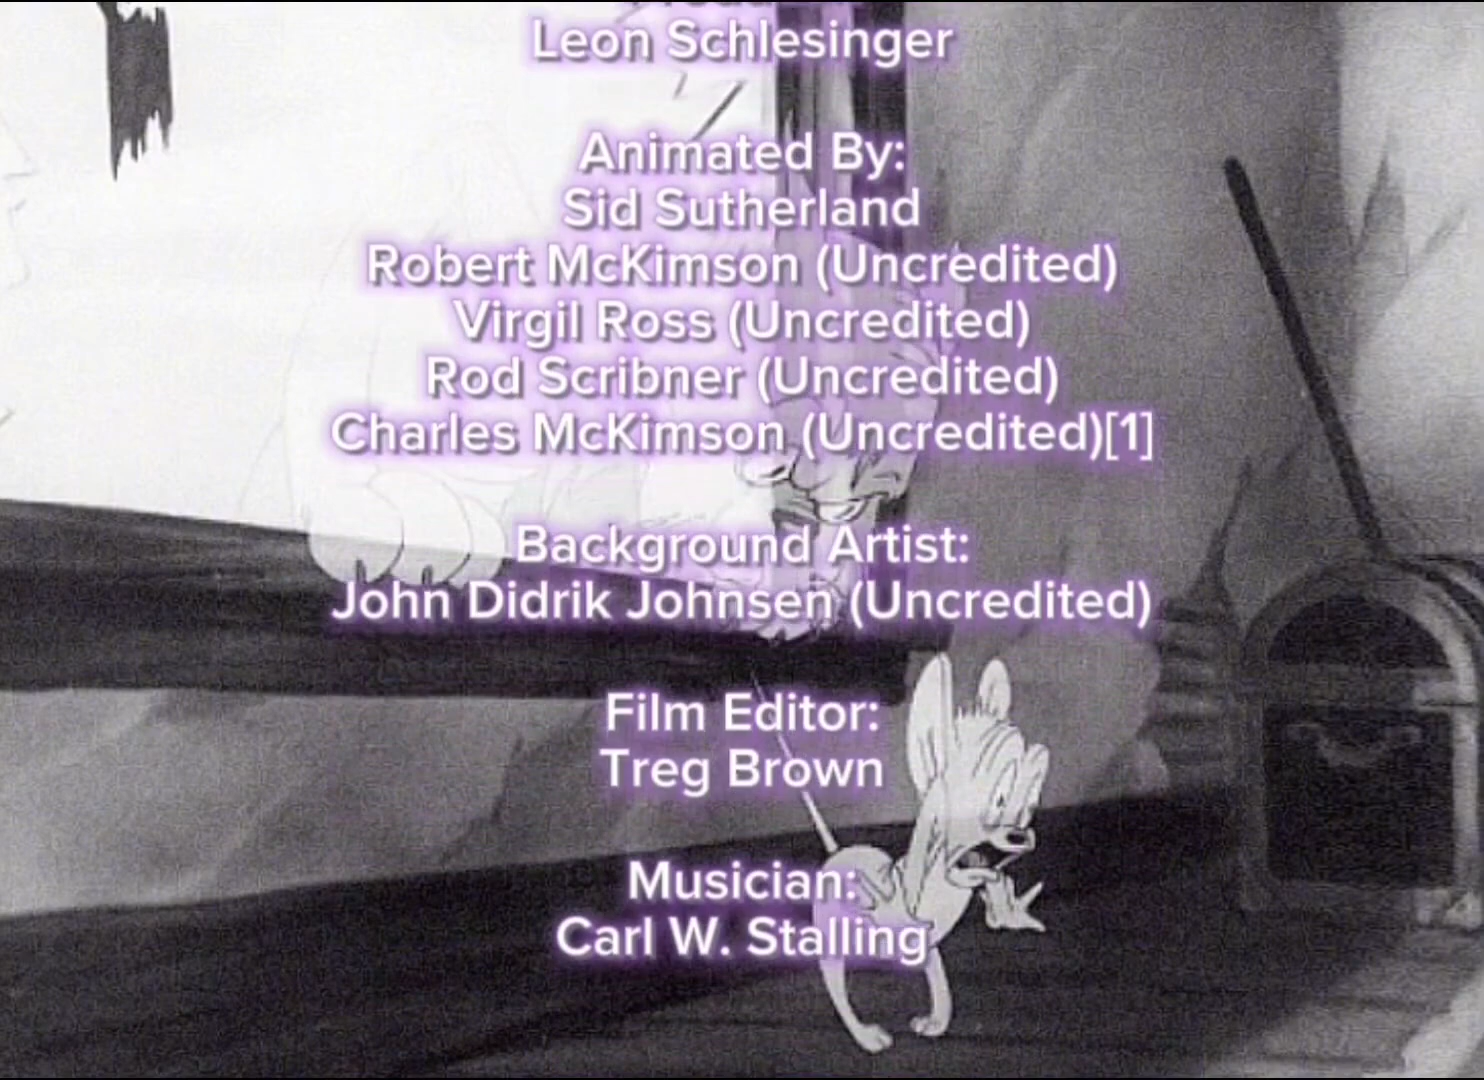 Leon Schlesinger
Animated By:
Sid Sutherland
Robert McKimson (Uncredited)
Virgil Ross (Uncredited)
Rod Scribner (Uncredited)
Charles McKimson (Uncredited)[1]
Background Artist:
John Didrik Johnsen (Uncredited)
Film Editor:
Treg Brown
Musician:
Carl W. Stalling